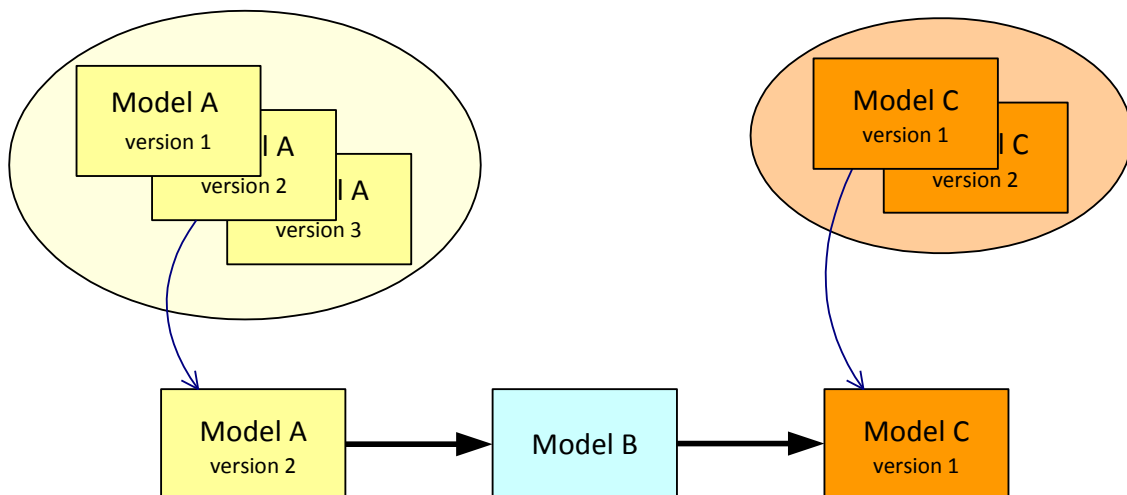 Model A
version 1
l A
version 2
l A
version 3
Model C
version 1
l C
version 2
Model A
version 2
Model B
Model C
version 1